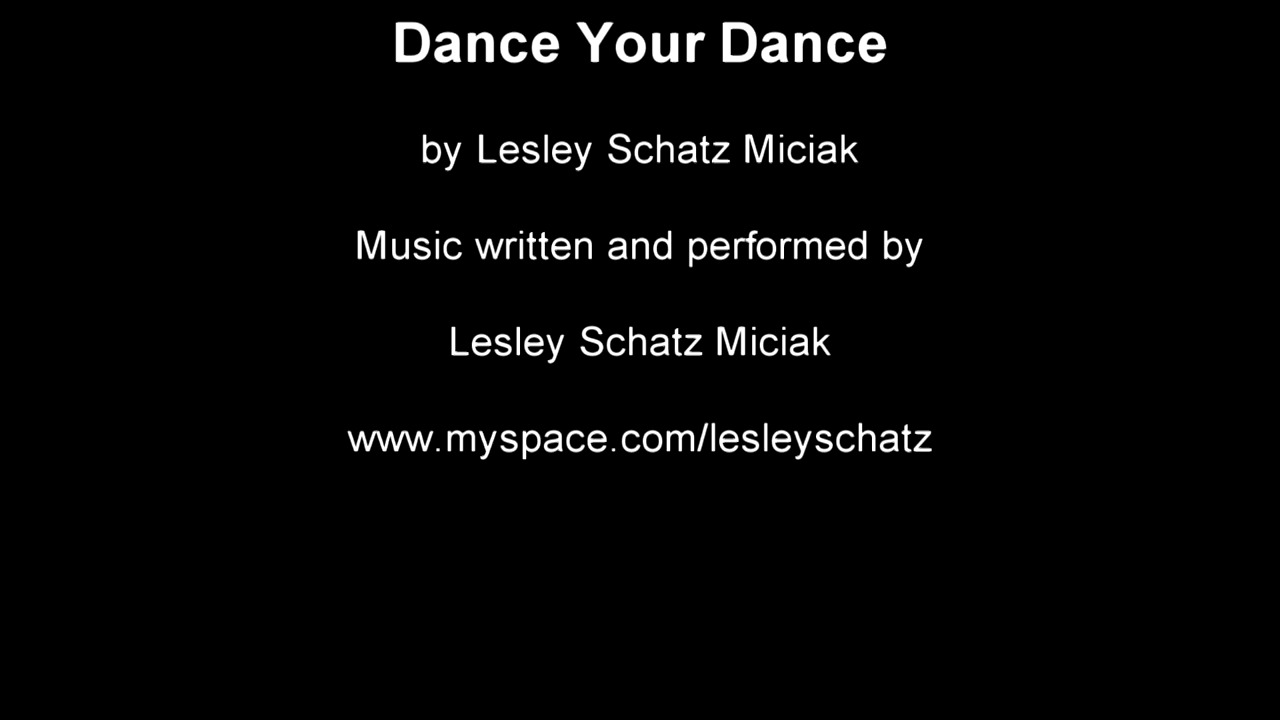 Dance Your Dance
by Lesley Schatz Miciak
Music written and performed by
Lesley Schatz Miciak
www.myspace.com/lesleyschatz